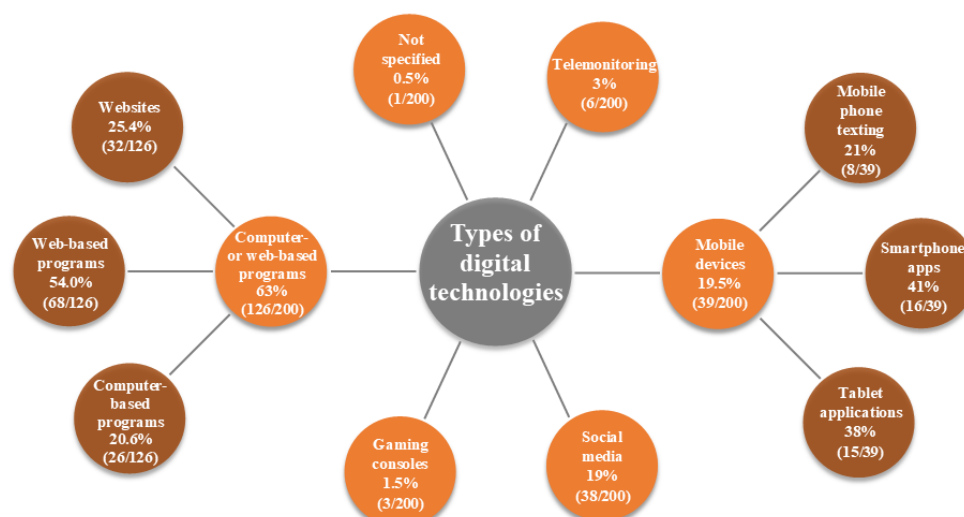 Not
specified
0.5%
(1/200)
Telemonitoring
3%
(6/200)
Websites
25.4%
(32/126)
Mobile
phone
texting
21%
(8/39)
Web-based
programs
54.0%
(68/126)
Computer-
or web-based
programs
63%
(126/200)
Types of
digital
technologies
Mobile
devices
19.5%
(39/200)
Smartphone
apps
41%
(16/39)
Computer-
based
programs
20.6%
(26/126)
Gaming
consoles
1.5%
(3/200)
Social
media
19%
(38/200)
Tablet
applications
38%
(15/39)